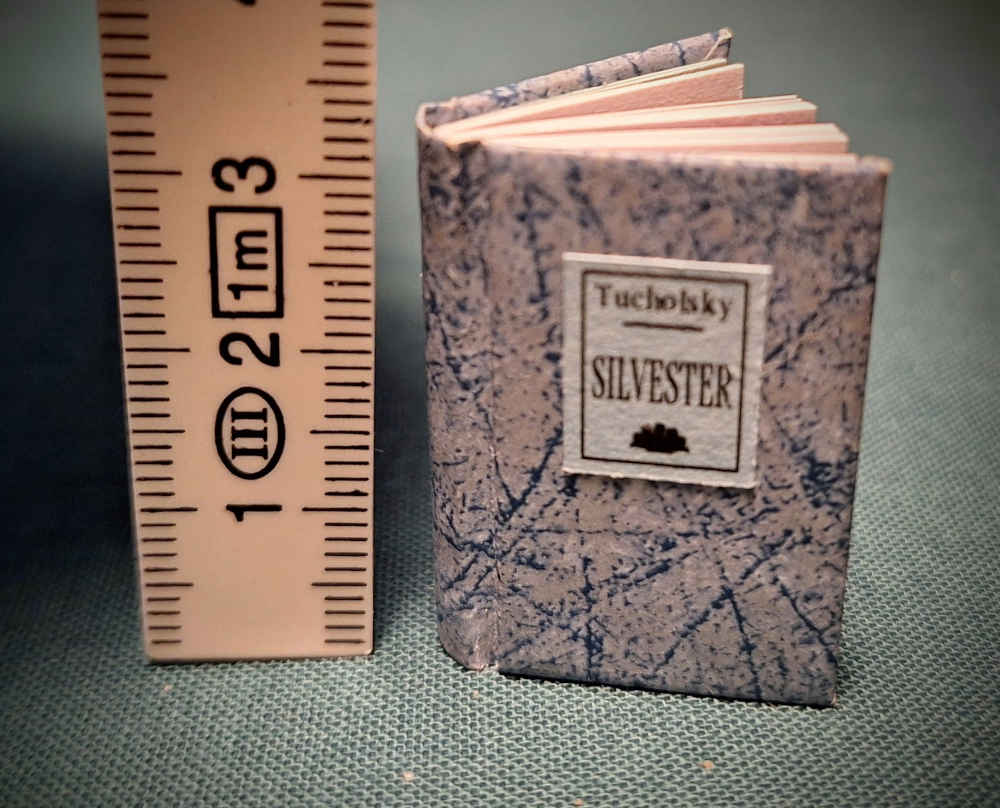 3
1m
2
III
1
Tucholsky
SILVESTER